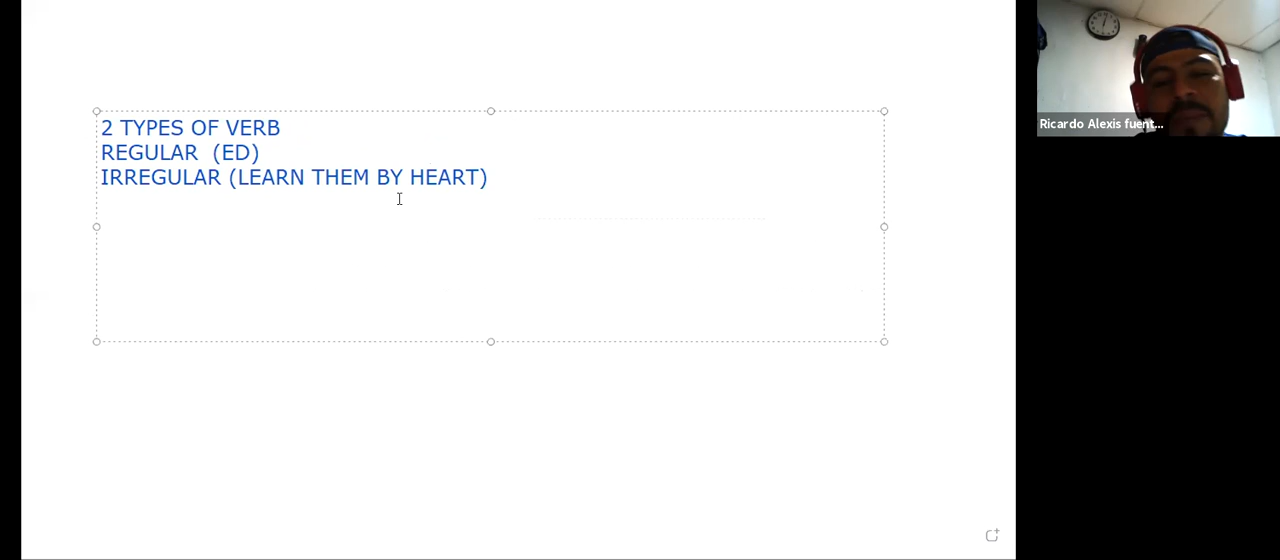 2 TYPES OF VERB
REGULAR  (ED)
IRREGULAR (LEARN THEM BY HEART)
Ricardo Alexis fuent...